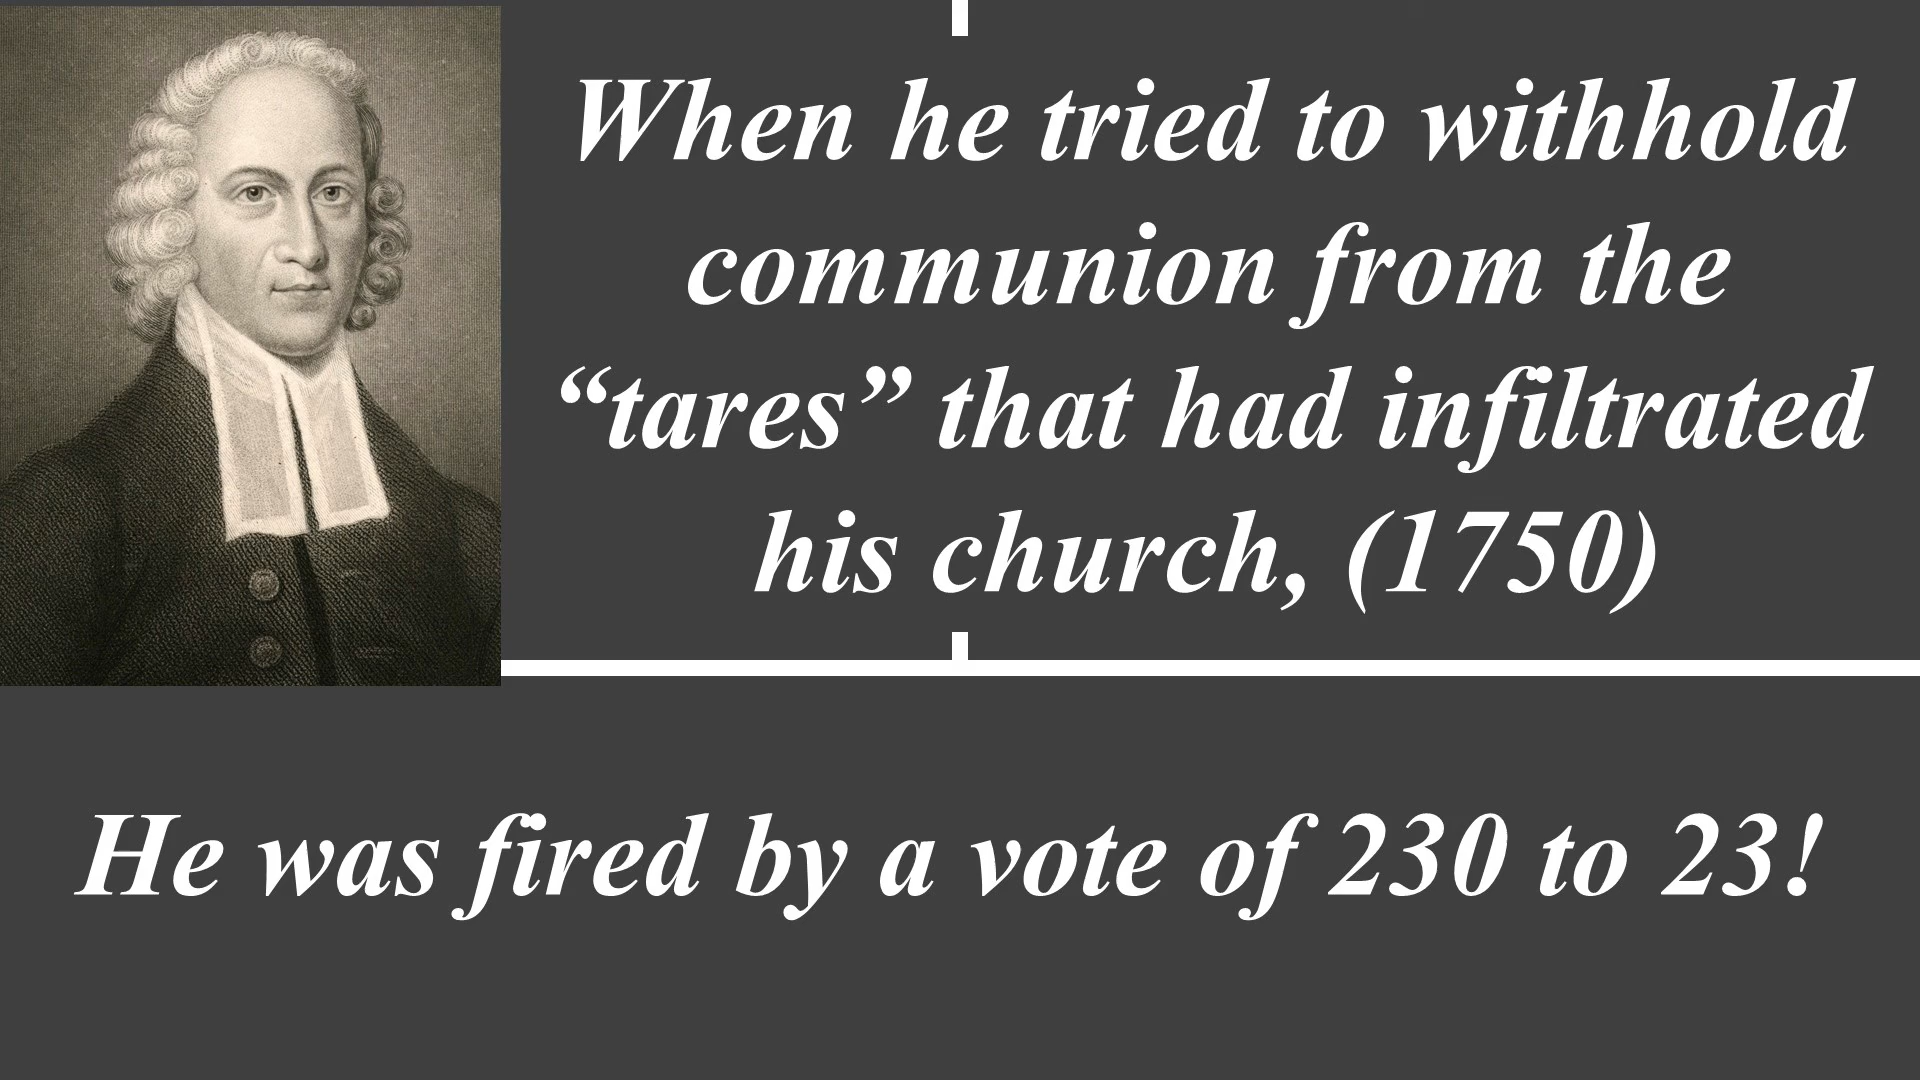 When he tried to withhold
communion from the
“tares” that had infiltrated
his church, (1750)
He was fired by a vote of 230 to 23!